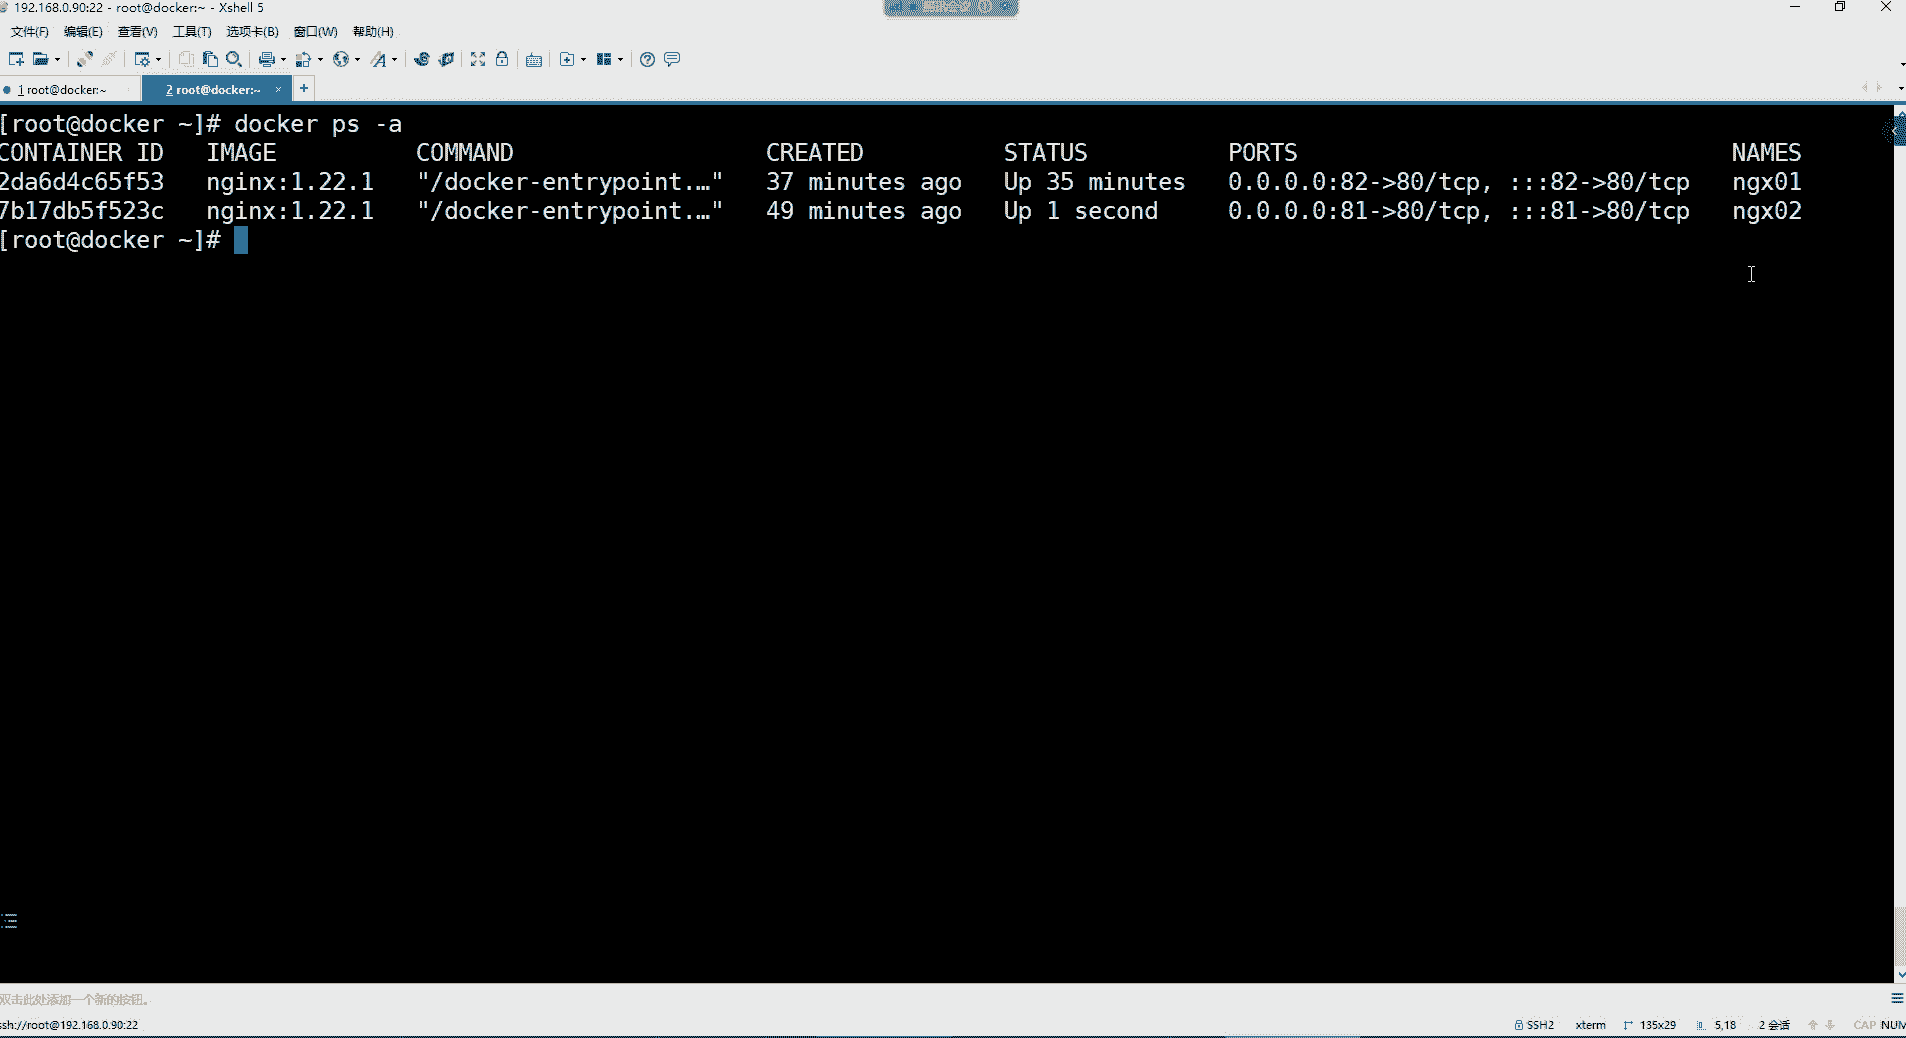 192.168.0.90:22 - root@docker:~ - Xshell 5
文件(F) 编辑(E) 查看(V) 工具(T) 选项卡(B) 窗口(W) 帮助(H)
1 root@docker:~ 2 root@docker:~ × +
[root@docker ~]# docker ps -a
CONTAINER ID IMAGE COMMAND CREATED STATUS PORTS NAMES
2da6d4c65f53 nginx:1.22.1 "/docker-entrypoint.…" 37 minutes ago Up 35 minutes 0.0.0.0:82->80/tcp, :::82->80/tcp ngx01
7b17db5f523c nginx:1.22.1 "/docker-entrypoint.…" 49 minutes ago Up 1 second 0.0.0.0:81->80/tcp, :::81->80/tcp ngx02
[root@docker ~]#
双击此处添加一个新的按钮。
ssh://root@192.168.0.90:22 SSH2 xterm 135x29 5,18 2 会话 CAP NUM